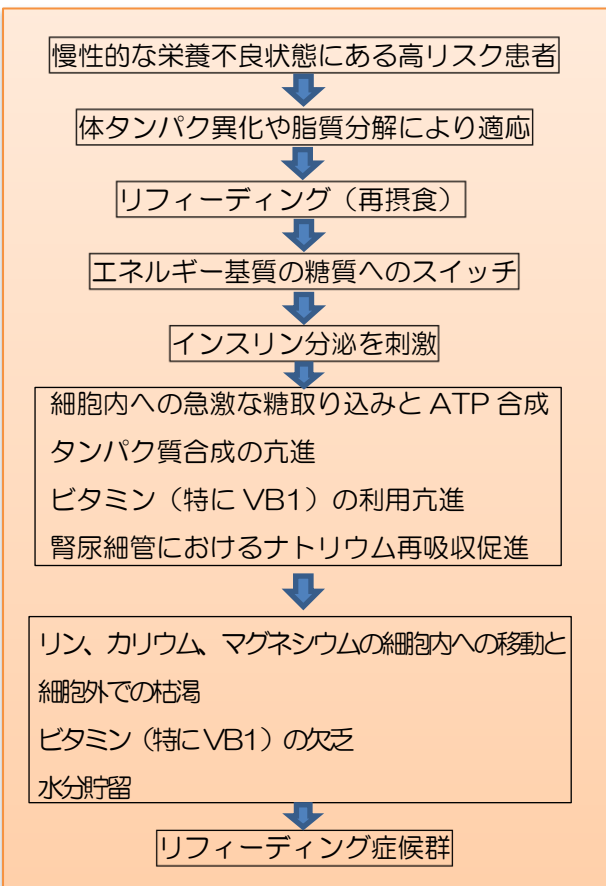 慢性的な栄養不良状態にある高リスク患者
体タンパク異化や脂質分解により適応
リフィーディング（再摂食）
エネルギー基質の糖質へのスイッチ
インスリン分泌を刺激
細胞内への急激な糖取り込みと ATP 合成
タンパク質合成の亢進
ビタミン（特に VB1）の利用亢進
腎尿細管におけるナトリウム再吸収促進
リン、カリウム、マグネシウムの細胞内への移動と
細胞外での枯渇
ビタミン（特に VB1）の欠乏
水分貯留
リフィーディング症候群